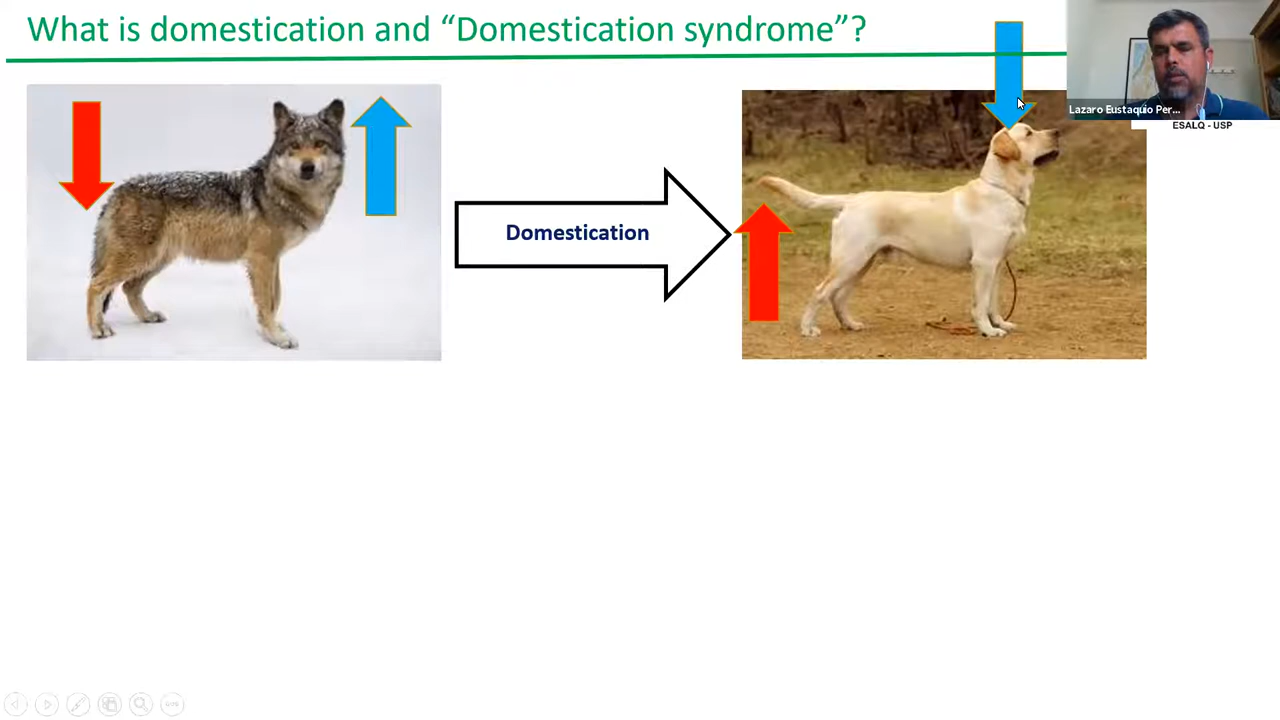 What is domestication and “Domestication syndrome”?
Lazaro Eustaquio Per...
ESALQ - USP
Domestication